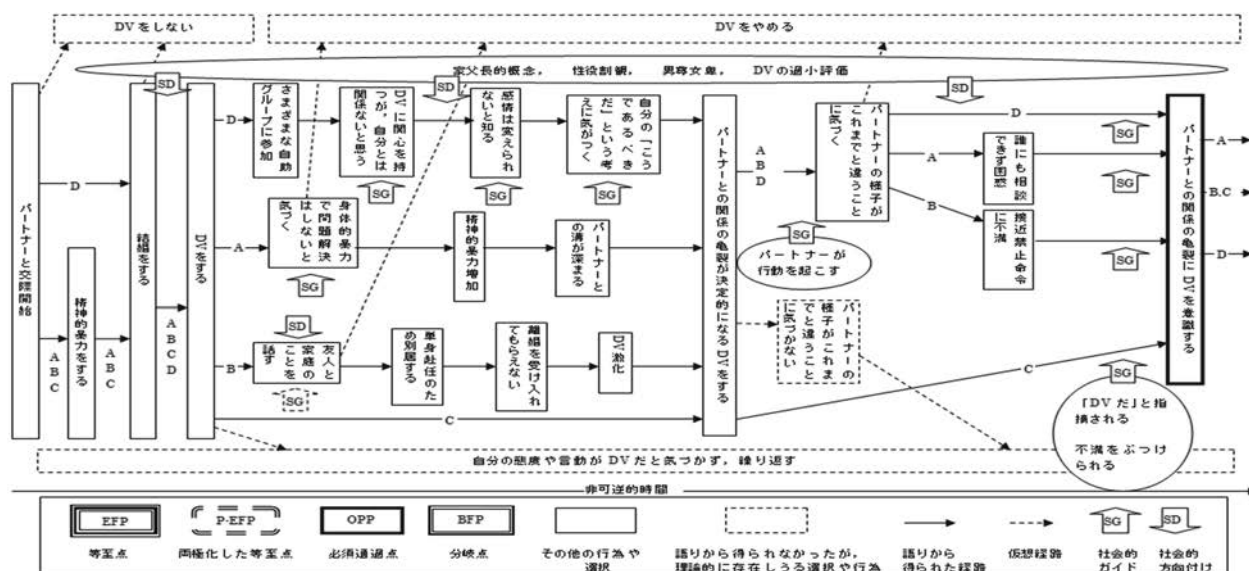 DVをしない
DVをやめる
家父長的概念， 性役割観， 男尊女卑， DVの過小評価
SD
SD
SD
パートナーと交際開始
D
A
B
C
精神的暴力をする
A
B
C
結婚をする
A
B
C
D
DVをする
D
さまざまな自助
グループに参加
DVに関心を持
つが，自分とは
関係ないと思う
SG
感情は変えられ
ないと知る
SG
自分の「こう
であるべき
だ」という考
えに気がつく
SG
A
身体的暴力
で問題解決
はしないと
気づく
SG
精神的暴力増加
パートナーと
の溝が深まる
SD
B
友人と
家庭の
ことを
話す
SG
単身赴任のた
め別居する
離婚を受け入れ
てもらえない
DV激化
C
パートナーとの関係の亀裂が決定的になるDVをする
A
B
D
パートナーの
様子が
これまでと違うこと
に気づく
SG
パートナーが
行動を起こす
パートナーの
様子がこれま
でと違うこと
に気づかない
D
SG
A
誰にも相談
できず困惑
SG
B
接近禁止命令
に不満
SG
C
SG
「DVだ」と指
摘される
不満をぶつけ
られる
パートナーとの関係の亀裂にDVを意識する
A
B,C
D
自分の態度や言動がDVだと気づかず，繰り返す
非可逆的時間
EFP
等至点
P-EFP
両極化した等至点
OPP
必須通過点
BFP
分岐点
その他の行為や
選択
語りから得られなかったが，
理論的に存在しうる選択や行為
語りから
得られた経路
仮想経路
SG
社会的
ガイド
SD
社会的
方向付け